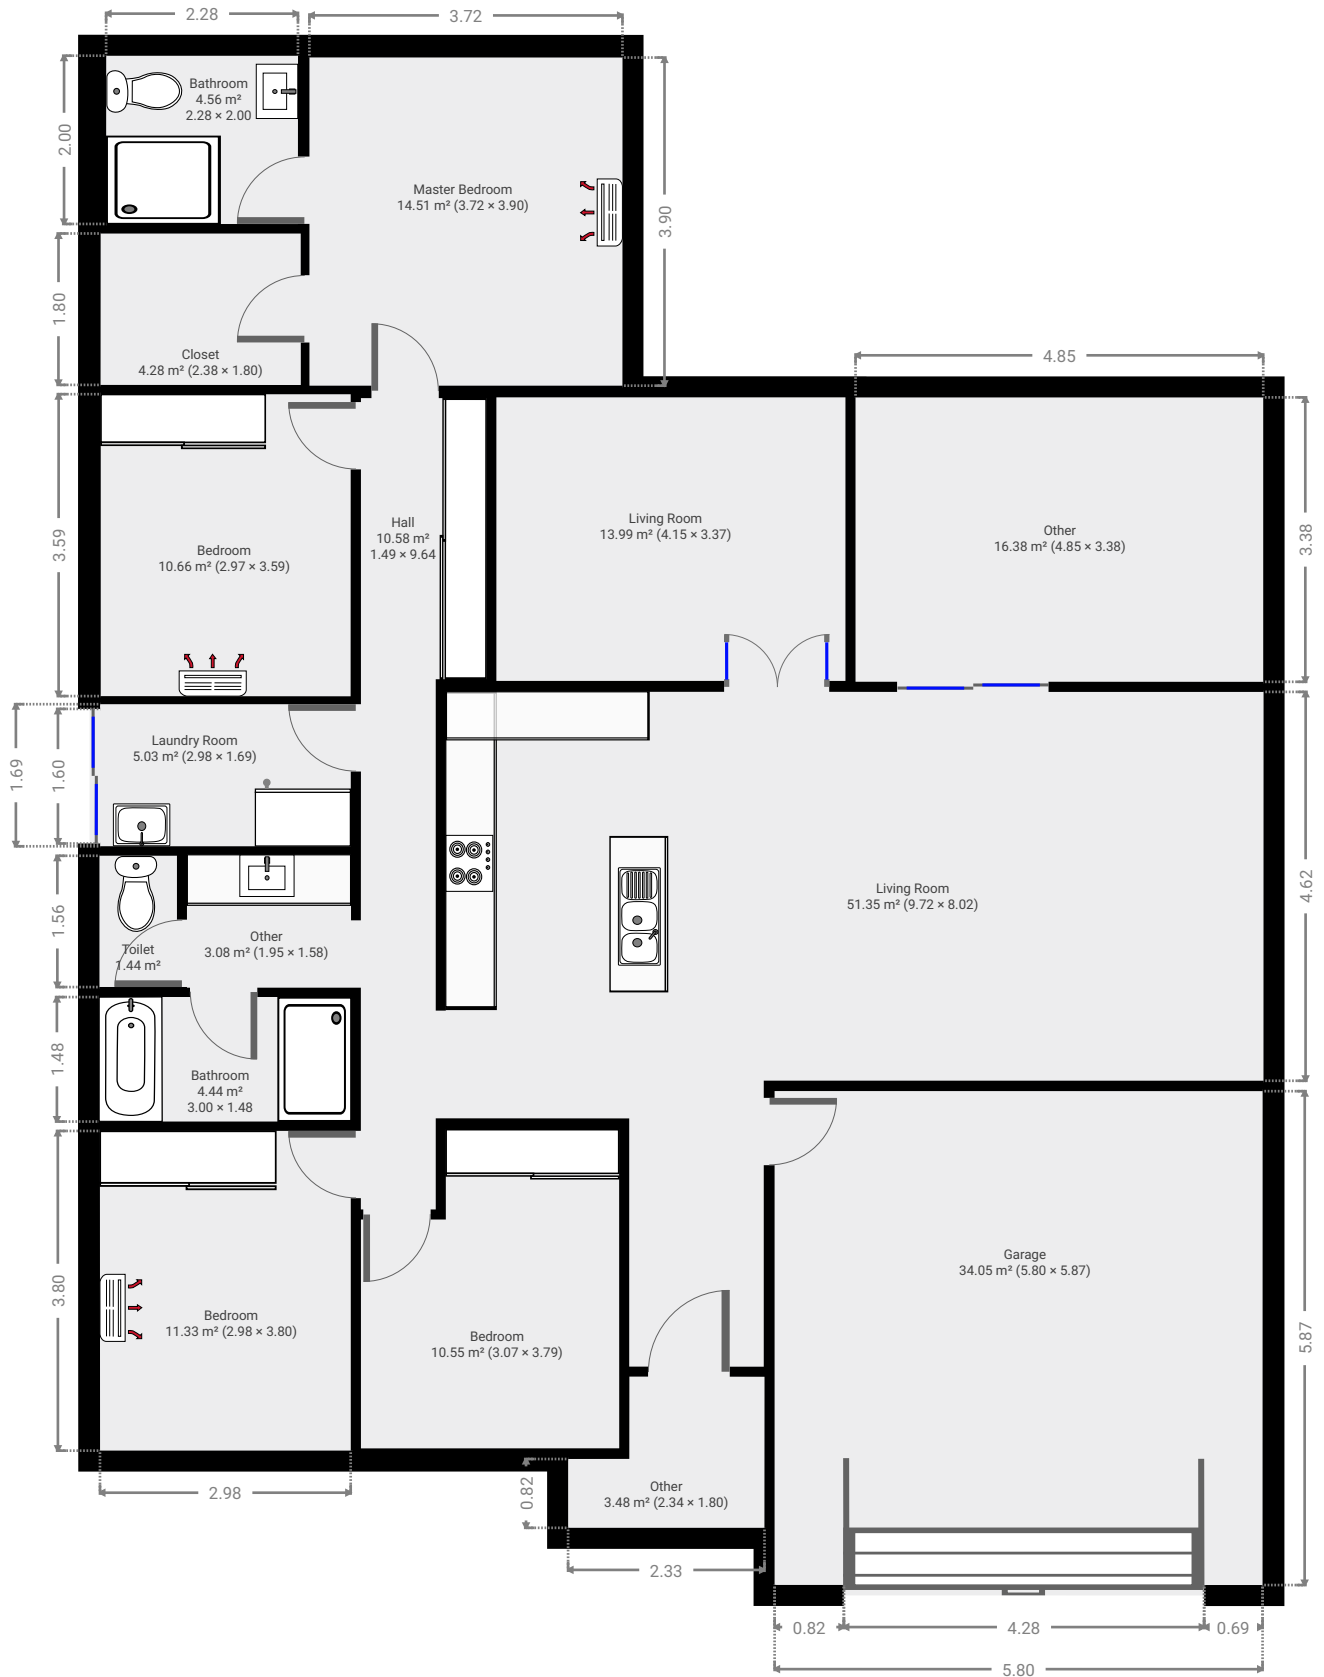 2.28
3.72
2.00
Bathroom
4.56 m²
2.28 × 2.00
Master Bedroom
14.51 m² (3.72 × 3.90)
3.90
1.80
Closet
4.28 m² (2.38 × 1.80)
4.85
3.59
Bedroom
10.66 m² (2.97 × 3.59)
Hall
10.58 m²
1.49 × 9.64
Living Room
13.99 m² (4.15 × 3.37)
Other
16.38 m² (4.85 × 3.38)
3.38
1.69
1.60
Laundry Room
5.03 m² (2.98 × 1.69)
1.56
Toilet
1.44 m²
Other
3.08 m² (1.95 × 1.58)
Living Room
51.35 m² (9.72 × 8.02)
4.62
1.48
Bathroom
4.44 m²
3.00 × 1.48
3.80
Bedroom
11.33 m² (2.98 × 3.80)
Bedroom
10.55 m² (3.07 × 3.79)
Garage
34.05 m² (5.80 × 5.87)
5.87
2.98
0.82
Other
3.48 m² (2.34 × 1.80)
2.33
0.82
4.28
0.69
5.80